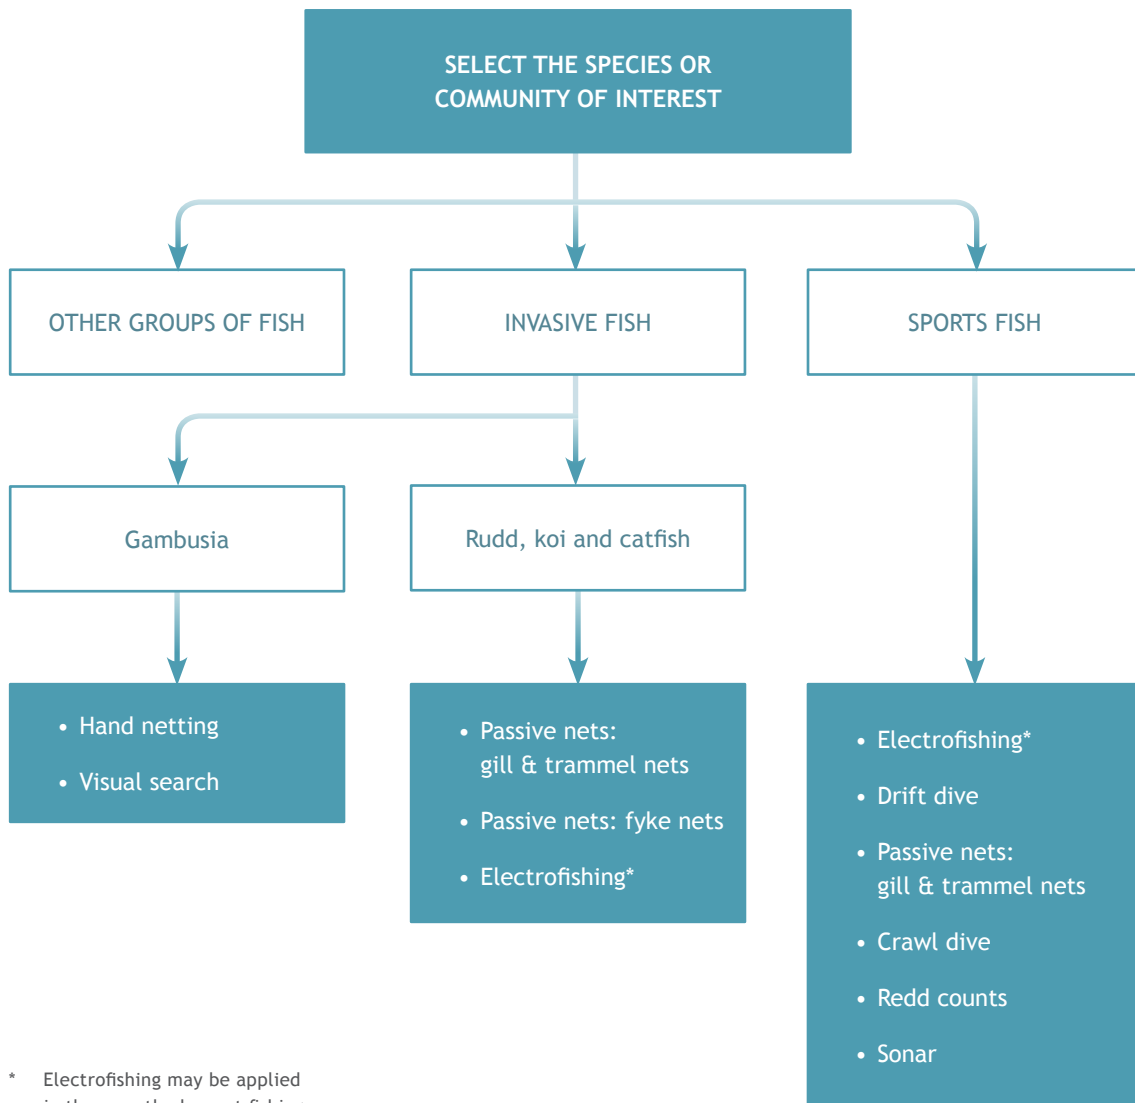 SELECT THE SPECIES OR
COMMUNITY OF INTEREST
OTHER GROUPS OF FISH
INVASIVE FISH
SPORTS FISH
Gambusia
Rudd, koi and catfish
• Hand netting
• Visual search
• Passive nets:
gill & trammel nets
• Passive nets: fyke nets
• Electrofishing*
• Electrofishing*
• Drift dive
• Passive nets:
gill & trammel nets
• Crawl dive
• Redd counts
• Sonar
* Electrofishing may be applied